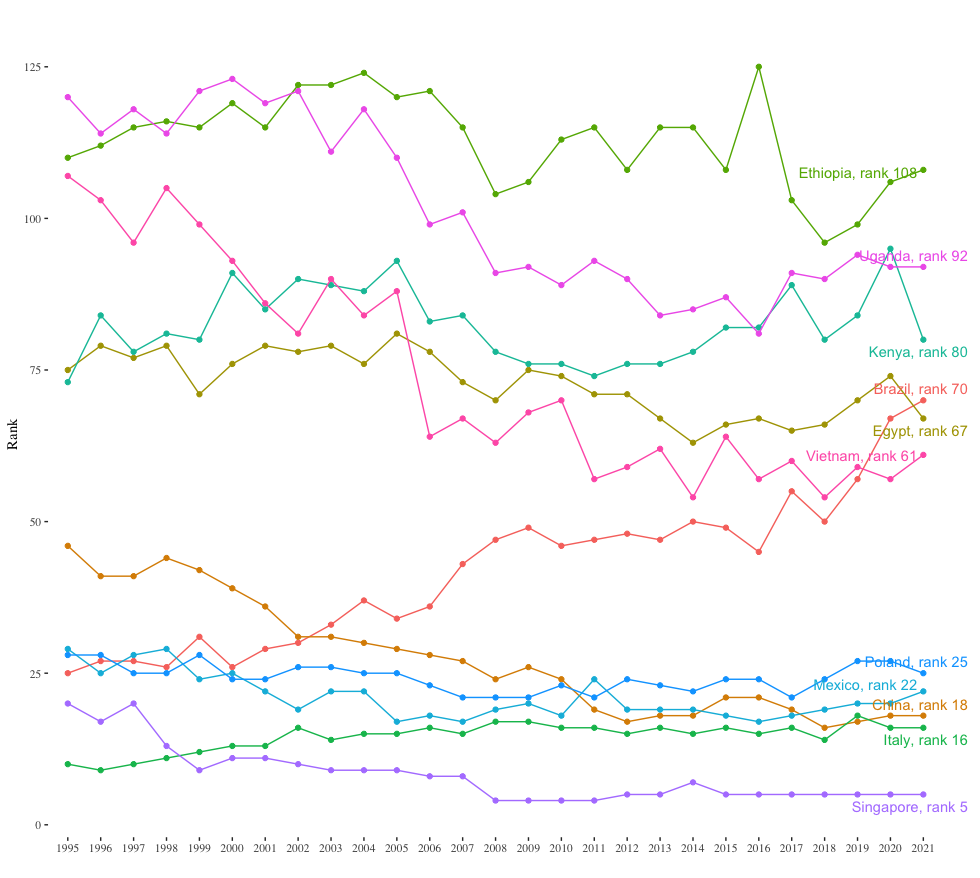 125
Ethiopia, rank 108
100
Uganda, rank 92
Kenya, rank 80
75
Brazil, rank 70
Egypt, rank 67
Rank
Vietnam, rank 61
50
25
Poland, rank 25
Mexico, rank 22
China, rank 18
Italy, rank 16
Singapore, rank 5
0
1995 1996 1997 1998 1999 2000 2001 2002 2003 2004 2005 2006 2007 2008 2009 2010 2011 2012 2013 2014 2015 2016 2017 2018 2019 2020 2021